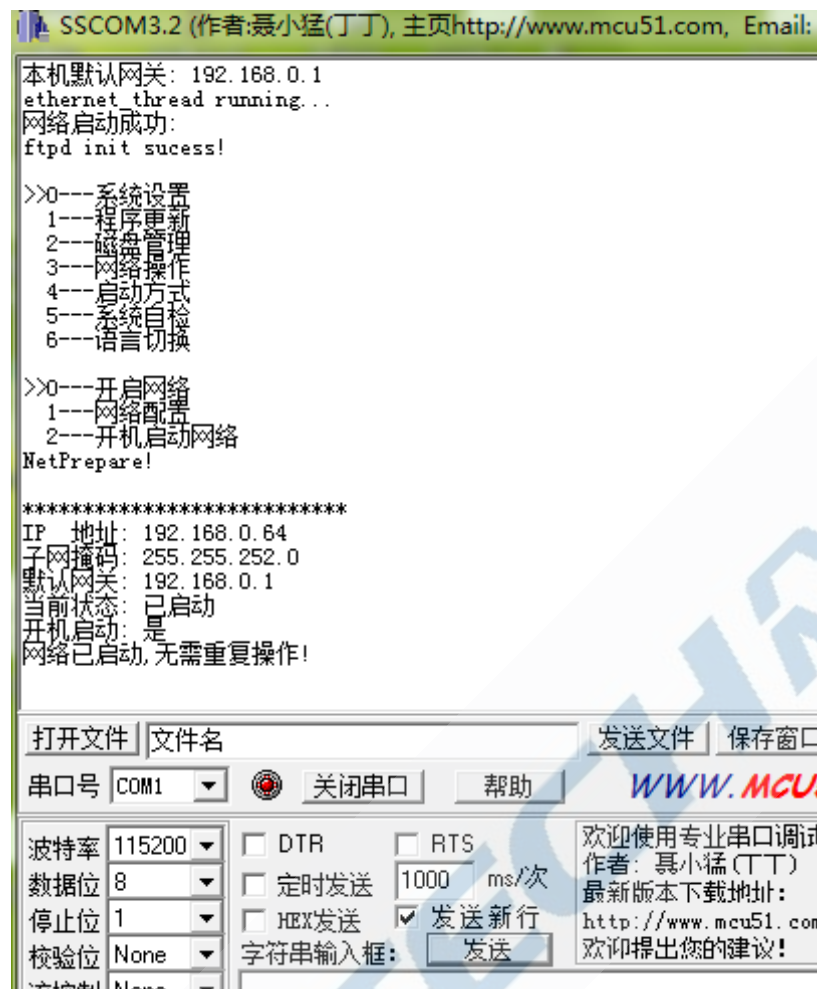 SSCOM3.2 (作者:聂小猛(丁丁), 主页http://www.mcu51.com, Email:
本机默认网关: 192.168.0.1
ethernet_thread running...
网络启动成功:
ftpd init sucess!
>>0---系统设置
1---程序更新
2---磁盘管理
3---网络操作
4---启动方式
5---系统自检
6---语言切换
>>0---开启网络
1---网络配置
2---开机启动网络
NetPrepare!
***************************
IP 地址: 192.168.0.64
子网掩码: 255.255.252.0
默认网关: 192.168.0.1
当前状态: 已启动
开机启动: 是
网络已启动,无需重复操作!
打开文件 文件名 发送文件 保存窗口
串口号 COM1 关闭串口 帮助 WWW.MCU
波特率 115200 DTR RTS
数据位 8 定时发送 1000 ms/次
停止位 1 HEX发送 发送新行
校验位 None 字符串输入框: 发送
欢迎使用专业串口调试
作者: 聂小猛(丁丁)
最新版本下载地址:
http://www.mcu51.com
欢迎提出您的建议!
流控制 None
TECHN